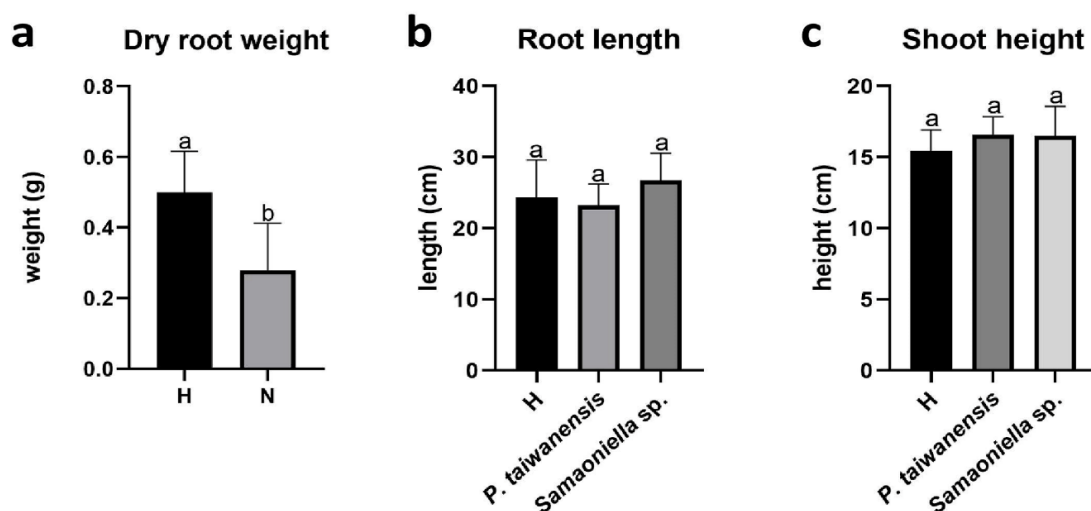 a
Dry root weight
weight (g)
0.8
0.6
0.4
0.2
0.0
a
b
H
N
b
Root length
length (cm)
40
30
20
10
0
a
a
a
H
P. taiwanensis
Samaoniella sp.
c
Shoot height
height (cm)
20
15
10
5
0
a
a
a
H
P. taiwanensis
Samaoniella sp.